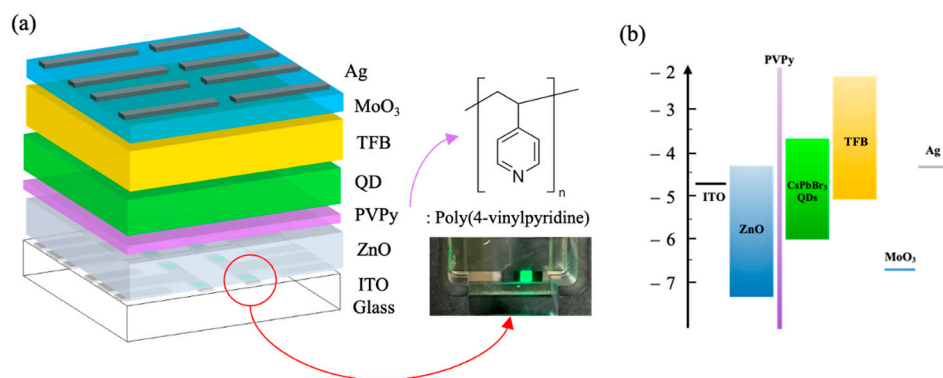 (a)
Ag
MoO₃
TFB
QD
PVPy
ZnO
ITO
Glass
N
n
: Poly(4-vinylpyridine)
(b)
PVPy
−2
−3
−4
−5
−6
−7
ITO
ZnO
CsPbBr₃
QDs
TFB
Ag
MoO₃